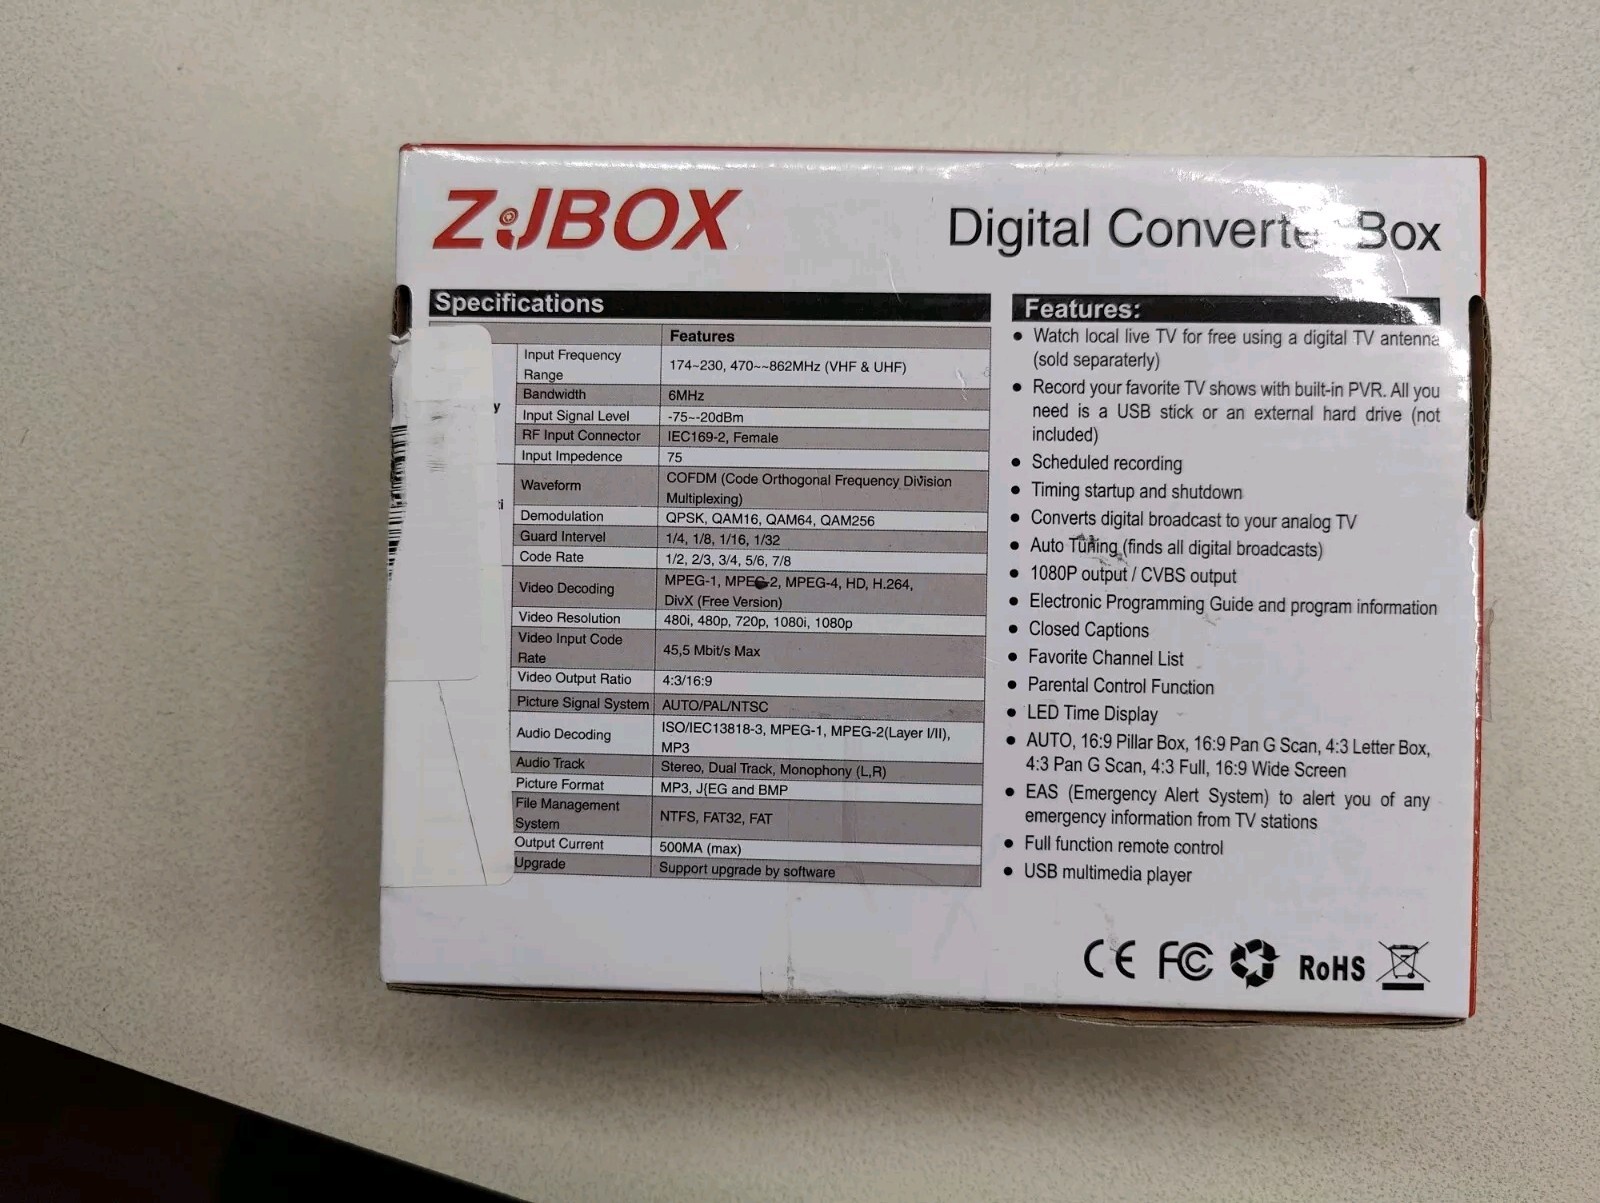 ZiJBOX
Digital Converter Box
Specifications
Features
y
Input Frequency
Range
174~230, 470~~862MHz (VHF & UHF)
Bandwidth
6MHz
Input Signal Level
-75~-20dBm
RF Input Connector
IEC169-2, Female
Input Impedence
75
ti
Waveform
COFDM (Code Orthogonal Frequency Division
Multiplexing)
Demodulation
QPSK, QAM16, QAM64, QAM256
Guard Intervel
1/4, 1/8, 1/16, 1/32
Code Rate
1/2, 2/3, 3/4, 5/6, 7/8
Video Decoding
MPEG-1, MPEG-2, MPEG-4, HD, H.264,
DivX (Free Version)
Video Resolution
480i, 480p, 720p, 1080i, 1080p
Video Input Code
Rate
45,5 Mbit/s Max
Video Output Ratio
4:3/16:9
Picture Signal System
AUTO/PAL/NTSC
Audio Decoding
ISO/IEC13818-3, MPEG-1, MPEG-2(Layer I/II),
MP3
Audio Track
Stereo, Dual Track, Monophony (L,R)
Picture Format
MP3, J{EG and BMP
File Management
System
NTFS, FAT32, FAT
Output Current
500MA (max)
Upgrade
Support upgrade by software
Features:
• Watch local live TV for free using a digital TV antenna
(sold separaterly)
• Record your favorite TV shows with built-in PVR. All you
need is a USB stick or an external hard drive (not
included)
• Scheduled recording
• Timing startup and shutdown
• Converts digital broadcast to your analog TV
• Auto Tuning (finds all digital broadcasts)
• 1080P output / CVBS output
• Electronic Programming Guide and program information
• Closed Captions
• Favorite Channel List
• Parental Control Function
• LED Time Display
• AUTO, 16:9 Pillar Box, 16:9 Pan G Scan, 4:3 Letter Box,
4:3 Pan G Scan, 4:3 Full, 16:9 Wide Screen
• EAS (Emergency Alert System) to alert you of any
emergency information from TV stations
• Full function remote control
• USB multimedia player
CE FC RoHS